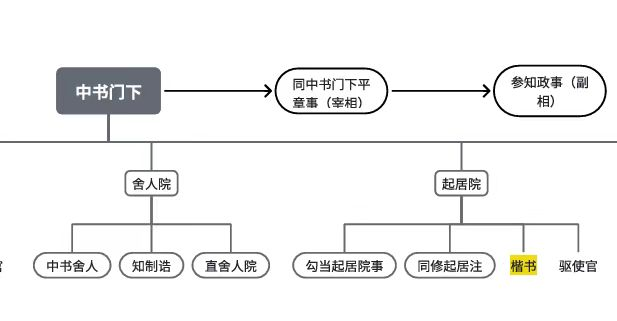 中书门下
同中书门下平
章事（宰相）
参知政事（副
相）
舍人院
起居院
中书舍人
知制诰
直舍人院
勾当起居院事
同修起居注
楷书
驱使官